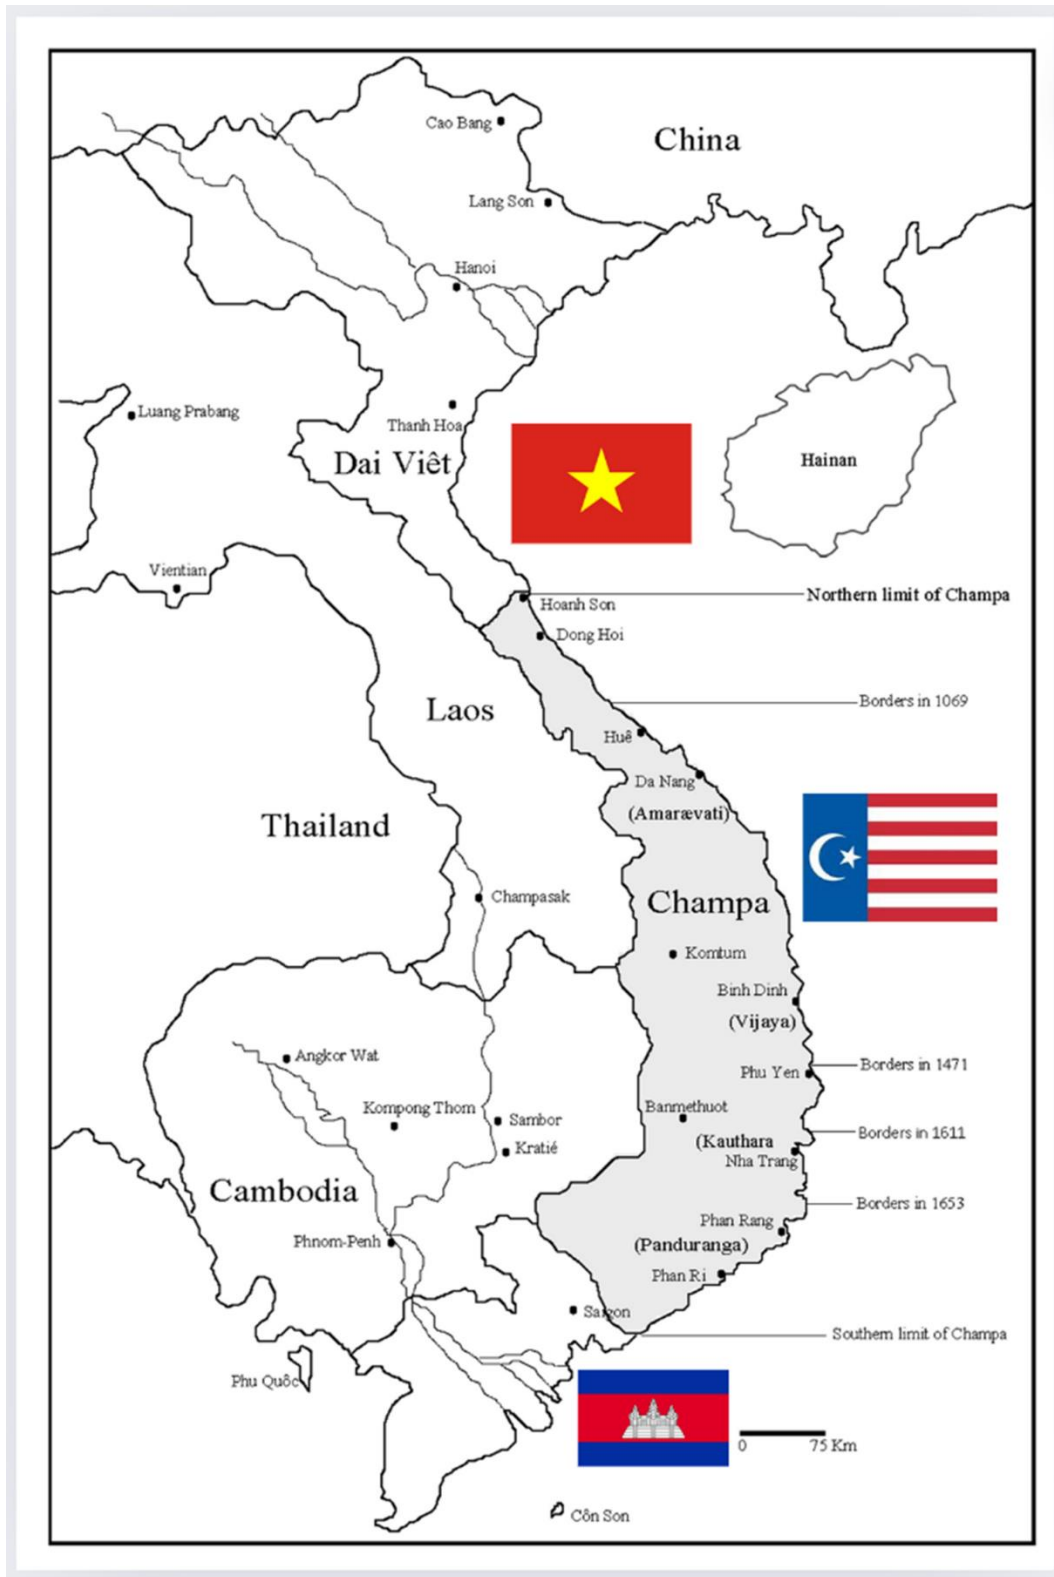 Cao Bang
China
Lang Son
Hanoi
Luang Prabang
Thanh Hoa
Dai Viêt
Hainan
Vientian
Northern limit of Champa
Hoanh Son
Dong Hoi
Laos
Borders in 1069
Huê
Da Nang
(Amarævati)
Thailand
Champasak
Champa
Komtum
Binh Dinh
(Vijaya)
Angkor Wat
Phu Yen
Borders in 1471
Kompong Thom
Banmethuot
Sambor
Borders in 1611
Kratié
(Kauthara
Nha Trang
Cambodia
Borders in 1653
Phan Rang
Phnom-Penh
(Panduranga)
Phan Ri
Saigon
Southern limit of Champa
Phu Quôc
0 75 Km
Côn Son